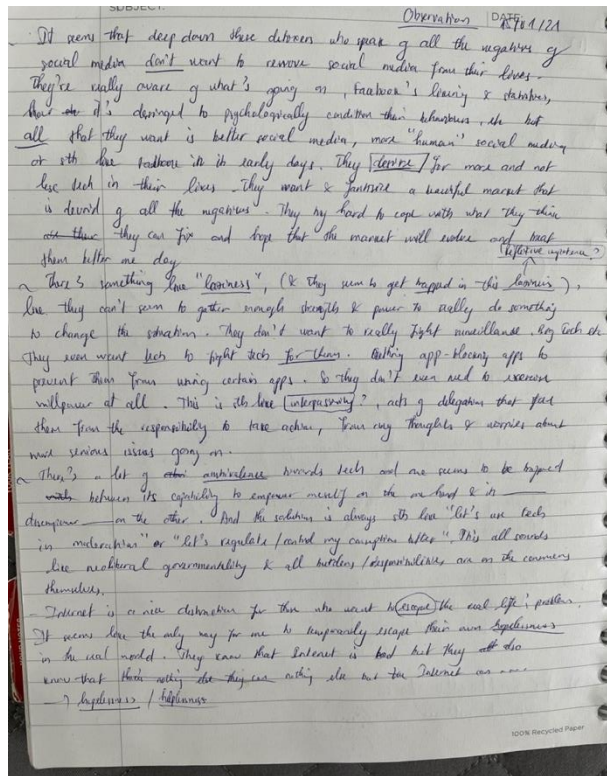 SUBJECT:
Observation DATE: /01/21
- It seems that deep down these detoxers who speak of all the negatives of
social media don't want to remove social media from their lives.
They're really aware of what's going on, Facebook's & statistics,
it's designed to psychologically condition their behaviours, etc but
all that they want is better social media, more "human" social media
or sth like Facebook in its early days. They desire for more and not
less tech in their lives. They want & fantasise a beautiful market that
is devoid of all the negatives. They try hard to cope with what they think
they can fix and hope that the market will evolve and treat
them better one day
(Reflexive impotence?)
~ There's something like "laziness", (& they seem to get trapped in this laziness),
like they can't seem to gather enough strength & power to really do something
to change the situation. They don't want to really fight surveillance, Big Tech etc
They even want tech to fight tech for them. Getting app-blocking apps to
prevent them from using certain apps. So they don't even need to exercise
willpower at all. This is sth like interpassivity?, acts of delegation that free
them from the responsibility to take action, from any thoughts & worries about
more serious issues going on.
~ There's a lot of ambivalence towards tech and one seems to be trapped
between its capability to empower on the one hand & in
disempower on the other. And the solution is always sth like "let's use tech
in moderation" or "let's regulate/control my consumption better". This all sounds
like neoliberal governmentality & all burdens/responsibilities are on the consumers
themselves.
- Internet is a nice distraction for those who want to escape the real life's problem.
It seems like the only way for one to temporarily escape their own hopelessness
in the real world. They know that Internet is bad but they also
know that there's nothing else but the Internet
→ hopelessness / helplessness
100% Recycled Paper